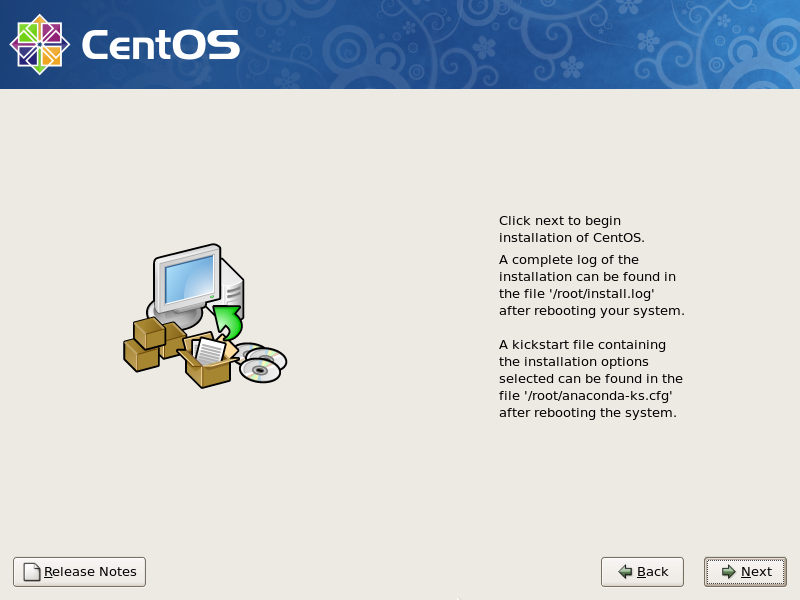 CentOS
Click next to begin
installation of CentOS.
A complete log of the
installation can be found in
the file '/root/install.log'
after rebooting your system.
A kickstart file containing
the installation options
selected can be found in the
file '/root/anaconda-ks.cfg'
after rebooting the system.
Release Notes
Back
Next